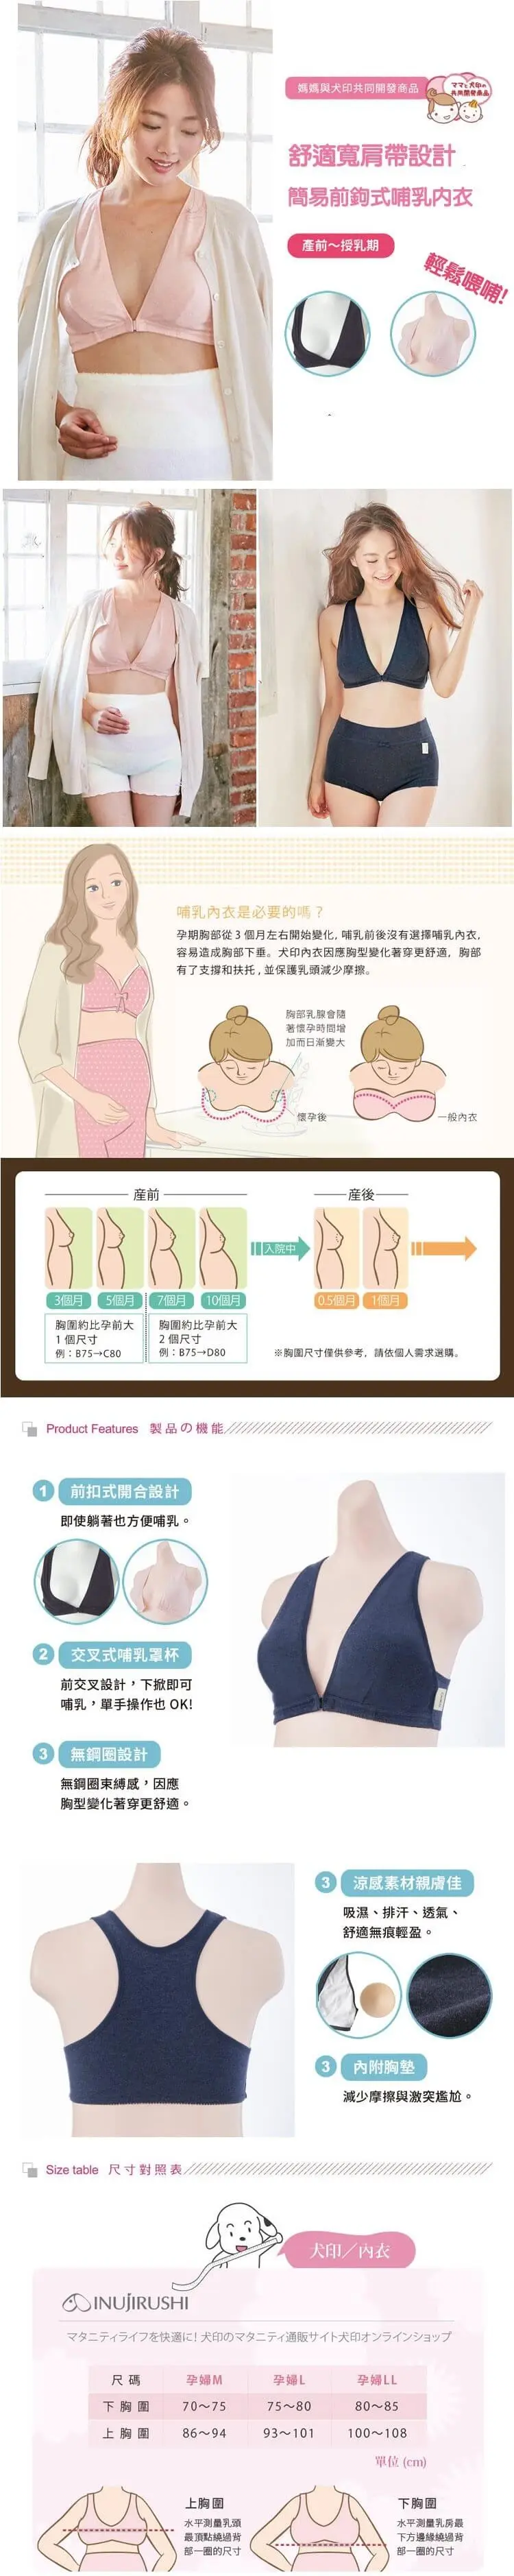 媽媽與犬印共同開發商品
ママと犬印の
共同開発商品
舒適寬肩帶設計
簡易前鉤式哺乳內衣
產前～授乳期
輕鬆喂哺!
哺乳內衣是必要的嗎？
孕期胸部從 3 個月左右開始變化, 哺乳前後沒有選擇哺乳內衣,
容易造成胸部下垂。犬印內衣因應胸型變化著穿更舒適, 胸部
有了支撐和扶托, 並保護乳頭減少摩擦。
胸部乳腺會隨
著懷孕時間增
加而日漸變大
懷孕後
一般內衣
産前
産後
入院中
3個月
5個月
7個月
10個月
0.5個月
1個月
胸圍約比孕前大
1 個尺寸
例：B75→C80
胸圍約比孕前大
2 個尺寸
例：B75→D80
※胸圍尺寸僅供參考, 請依個人需求選購。
Product Features 製品の機能
1 前扣式開合設計
即使躺著也方便哺乳。
2 交叉式哺乳罩杯
前交叉設計，下掀即可
哺乳，單手操作也 OK!
3 無鋼圈設計
無鋼圈束縛感，因應
胸型變化著穿更舒適。
3 涼感素材親膚佳
吸濕、排汗、透氣、
舒適無痕輕盈。
3 內附胸墊
減少摩擦與激突尷尬。
Size table 尺寸對照表
犬印／內衣
INUJIRUSHI
マタニティライフを快適に! 犬印のマタニティ通販サイト犬印オンラインショップ
尺碼 孕婦M 孕婦L 孕婦LL
下胸圍 70～75 75～80 80～85
上胸圍 86～94 93～101 100～108
單位 (cm)
上胸圍
水平測量乳頭
最頂點繞過背
部一圈的尺寸
下胸圍
水平測量乳房最
下方邊緣繞過背
部一圈的尺寸